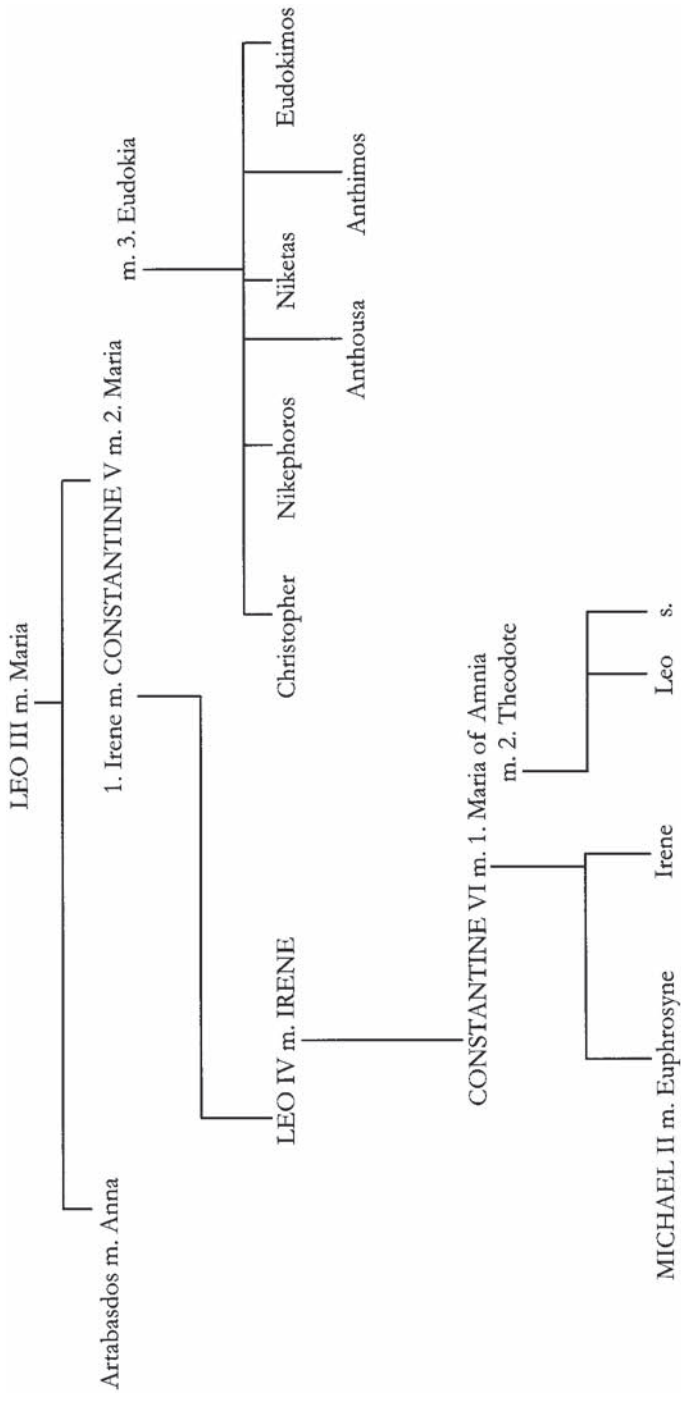 LEO III m. Maria
Artabasdos m. Anna
1. Irene m. CONSTANTINE V m. 2. Maria
m. 3. Eudokia
LEO IV m. IRENE
Christopher
Nikephoros
Niketas
Eudokimos
Anthousa
Anthimos
CONSTANTINE VI m. 1. Maria of Amnia
m. 2. Theodote
MICHAEL II m. Euphrosyne
Irene
Leo
s.